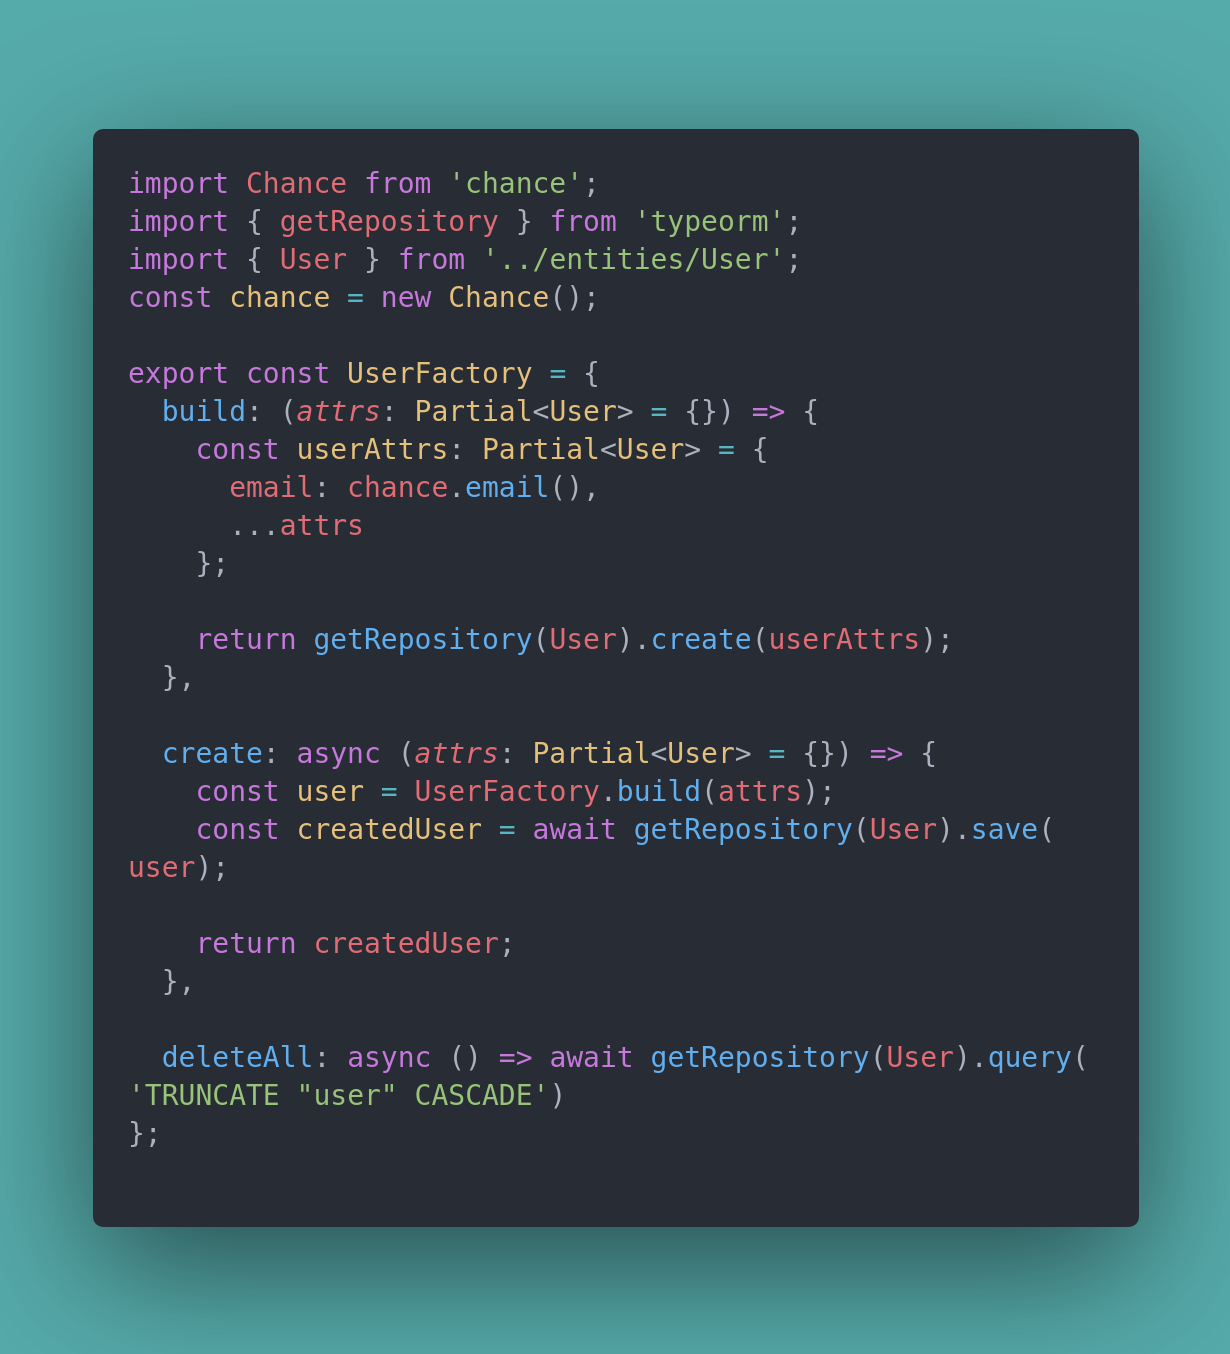 import Chance from 'chance';
import { getRepository } from 'typeorm';
import { User } from '../entities/User';
const chance = new Chance();

export const UserFactory = {
  build: (attrs: Partial<User> = {}) => {
    const userAttrs: Partial<User> = {
      email: chance.email(),
      ...attrs
    };

    return getRepository(User).create(userAttrs);
  },

  create: async (attrs: Partial<User> = {}) => {
    const user = UserFactory.build(attrs);
    const createdUser = await getRepository(User).save(
user);

    return createdUser;
  },

  deleteAll: async () => await getRepository(User).query(
'TRUNCATE "user" CASCADE')
};